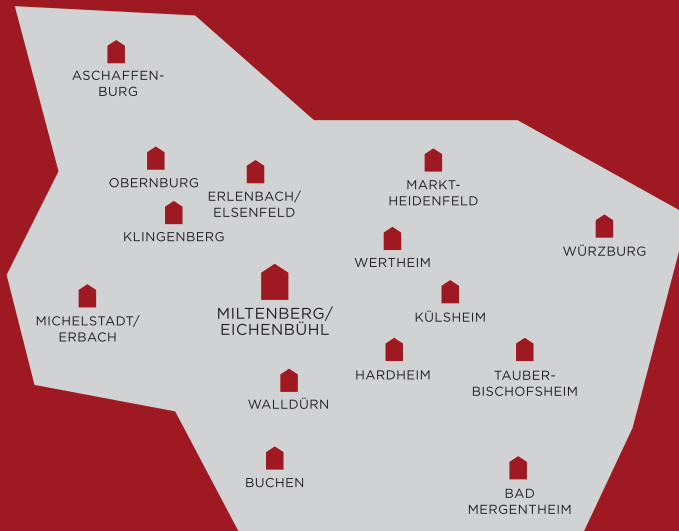 ASCHAFFEN-
BURG
OBERNBURG
ERLENBACH/
ELSENFELD
MARKT-
HEIDENFELD
KLINGENBERG
WERTHEIM
WÜRZBURG
MICHELSTADT/
ERBACH
MILTENBERG/
EICHENBÜHL
KÜLSHEIM
HARDHEIM
TAUBER-
BISCHOFSHEIM
WALLDÜRN
BUCHEN
BAD
MERGENTHEIM